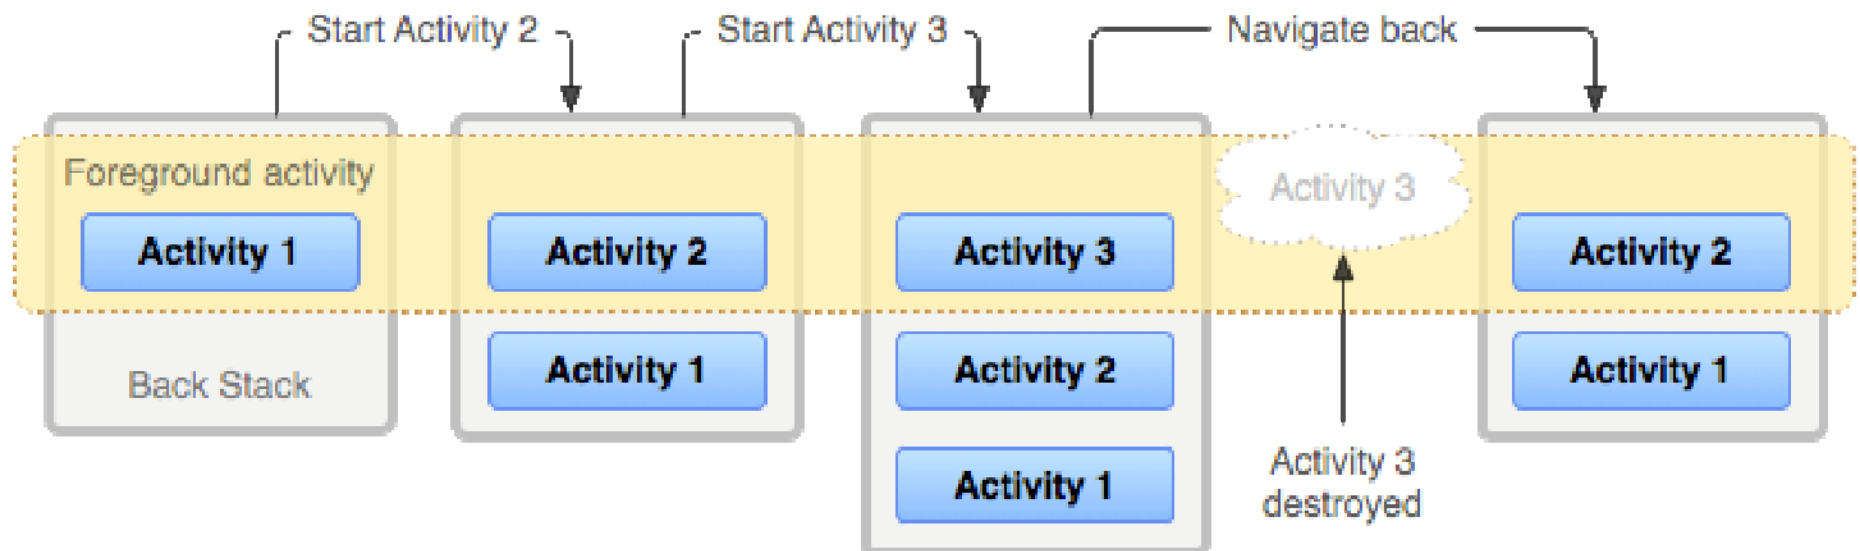 Start Activity 2
Start Activity 3
Navigate back
Foreground activity
Activity 1
Back Stack
Activity 2
Activity 1
Activity 3
Activity 2
Activity 1
Activity 3
Activity 3
destroyed
Activity 2
Activity 1